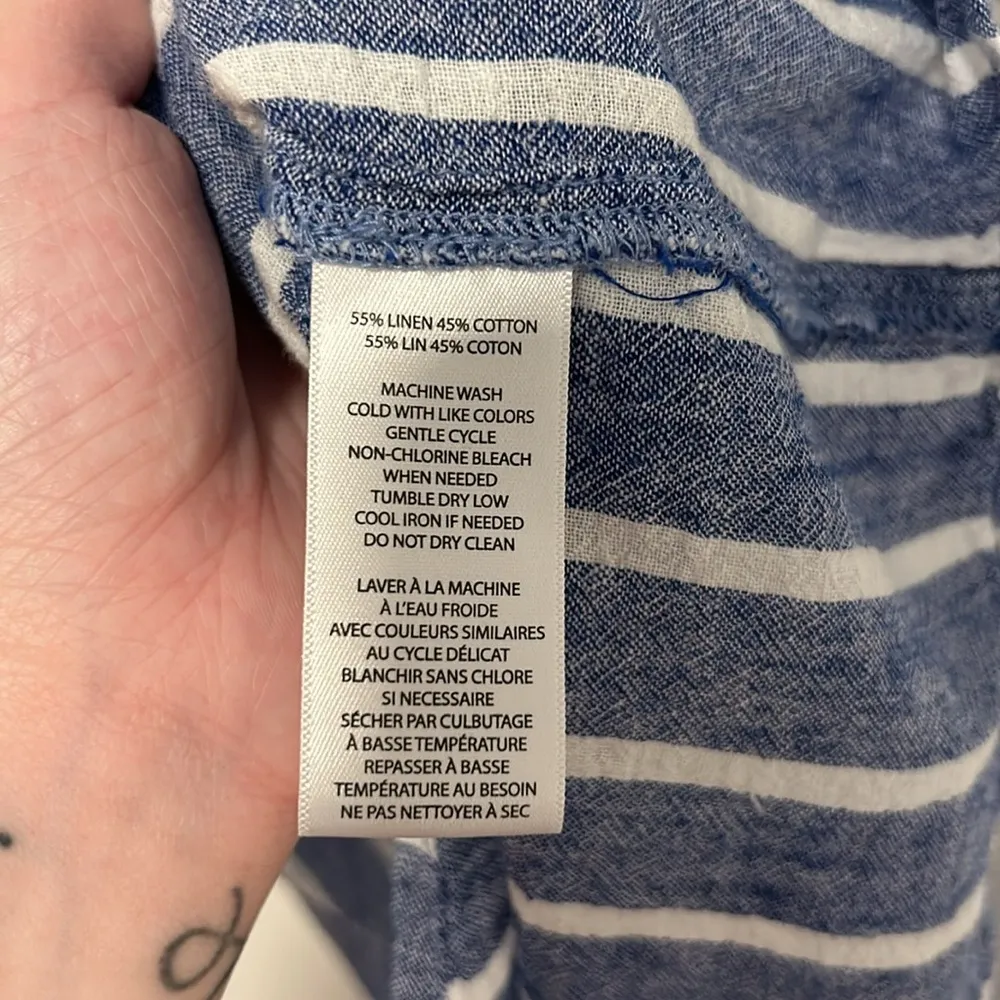 55% LINEN 45% COTTON
55% LIN 45% COTON
MACHINE WASH
COLD WITH LIKE COLORS
GENTLE CYCLE
NON-CHLORINE BLEACH
WHEN NEEDED
TUMBLE DRY LOW
COOL IRON IF NEEDED
DO NOT DRY CLEAN
LAVER À LA MACHINE
À L'EAU FROIDE
AVEC COULEURS SIMILAIRES
AU CYCLE DÉLICAT
BLANCHIR SANS CHLORE
SI NECESSAIRE
SÉCHER PAR CULBUTAGE
À BASSE TEMPÉRATURE
REPASSER À BASSE
TEMPÉRATURE AU BESOIN
NE PAS NETTOYER À SEC